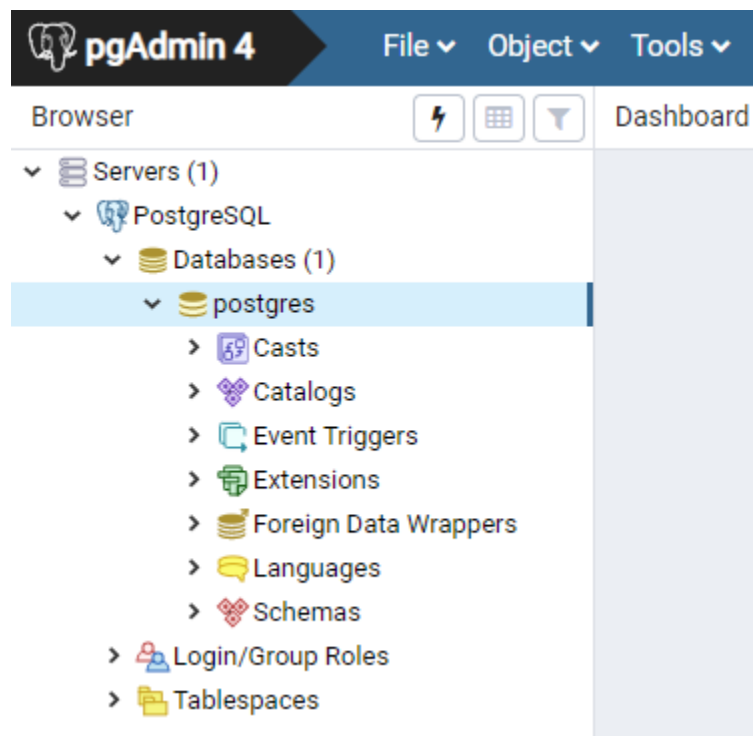 pgAdmin 4 File Object Tools
Browser Dashboard
Servers (1)
PostgreSQL
Databases (1)
postgres
Casts
Catalogs
Event Triggers
Extensions
Foreign Data Wrappers
Languages
Schemas
Login/Group Roles
Tablespaces